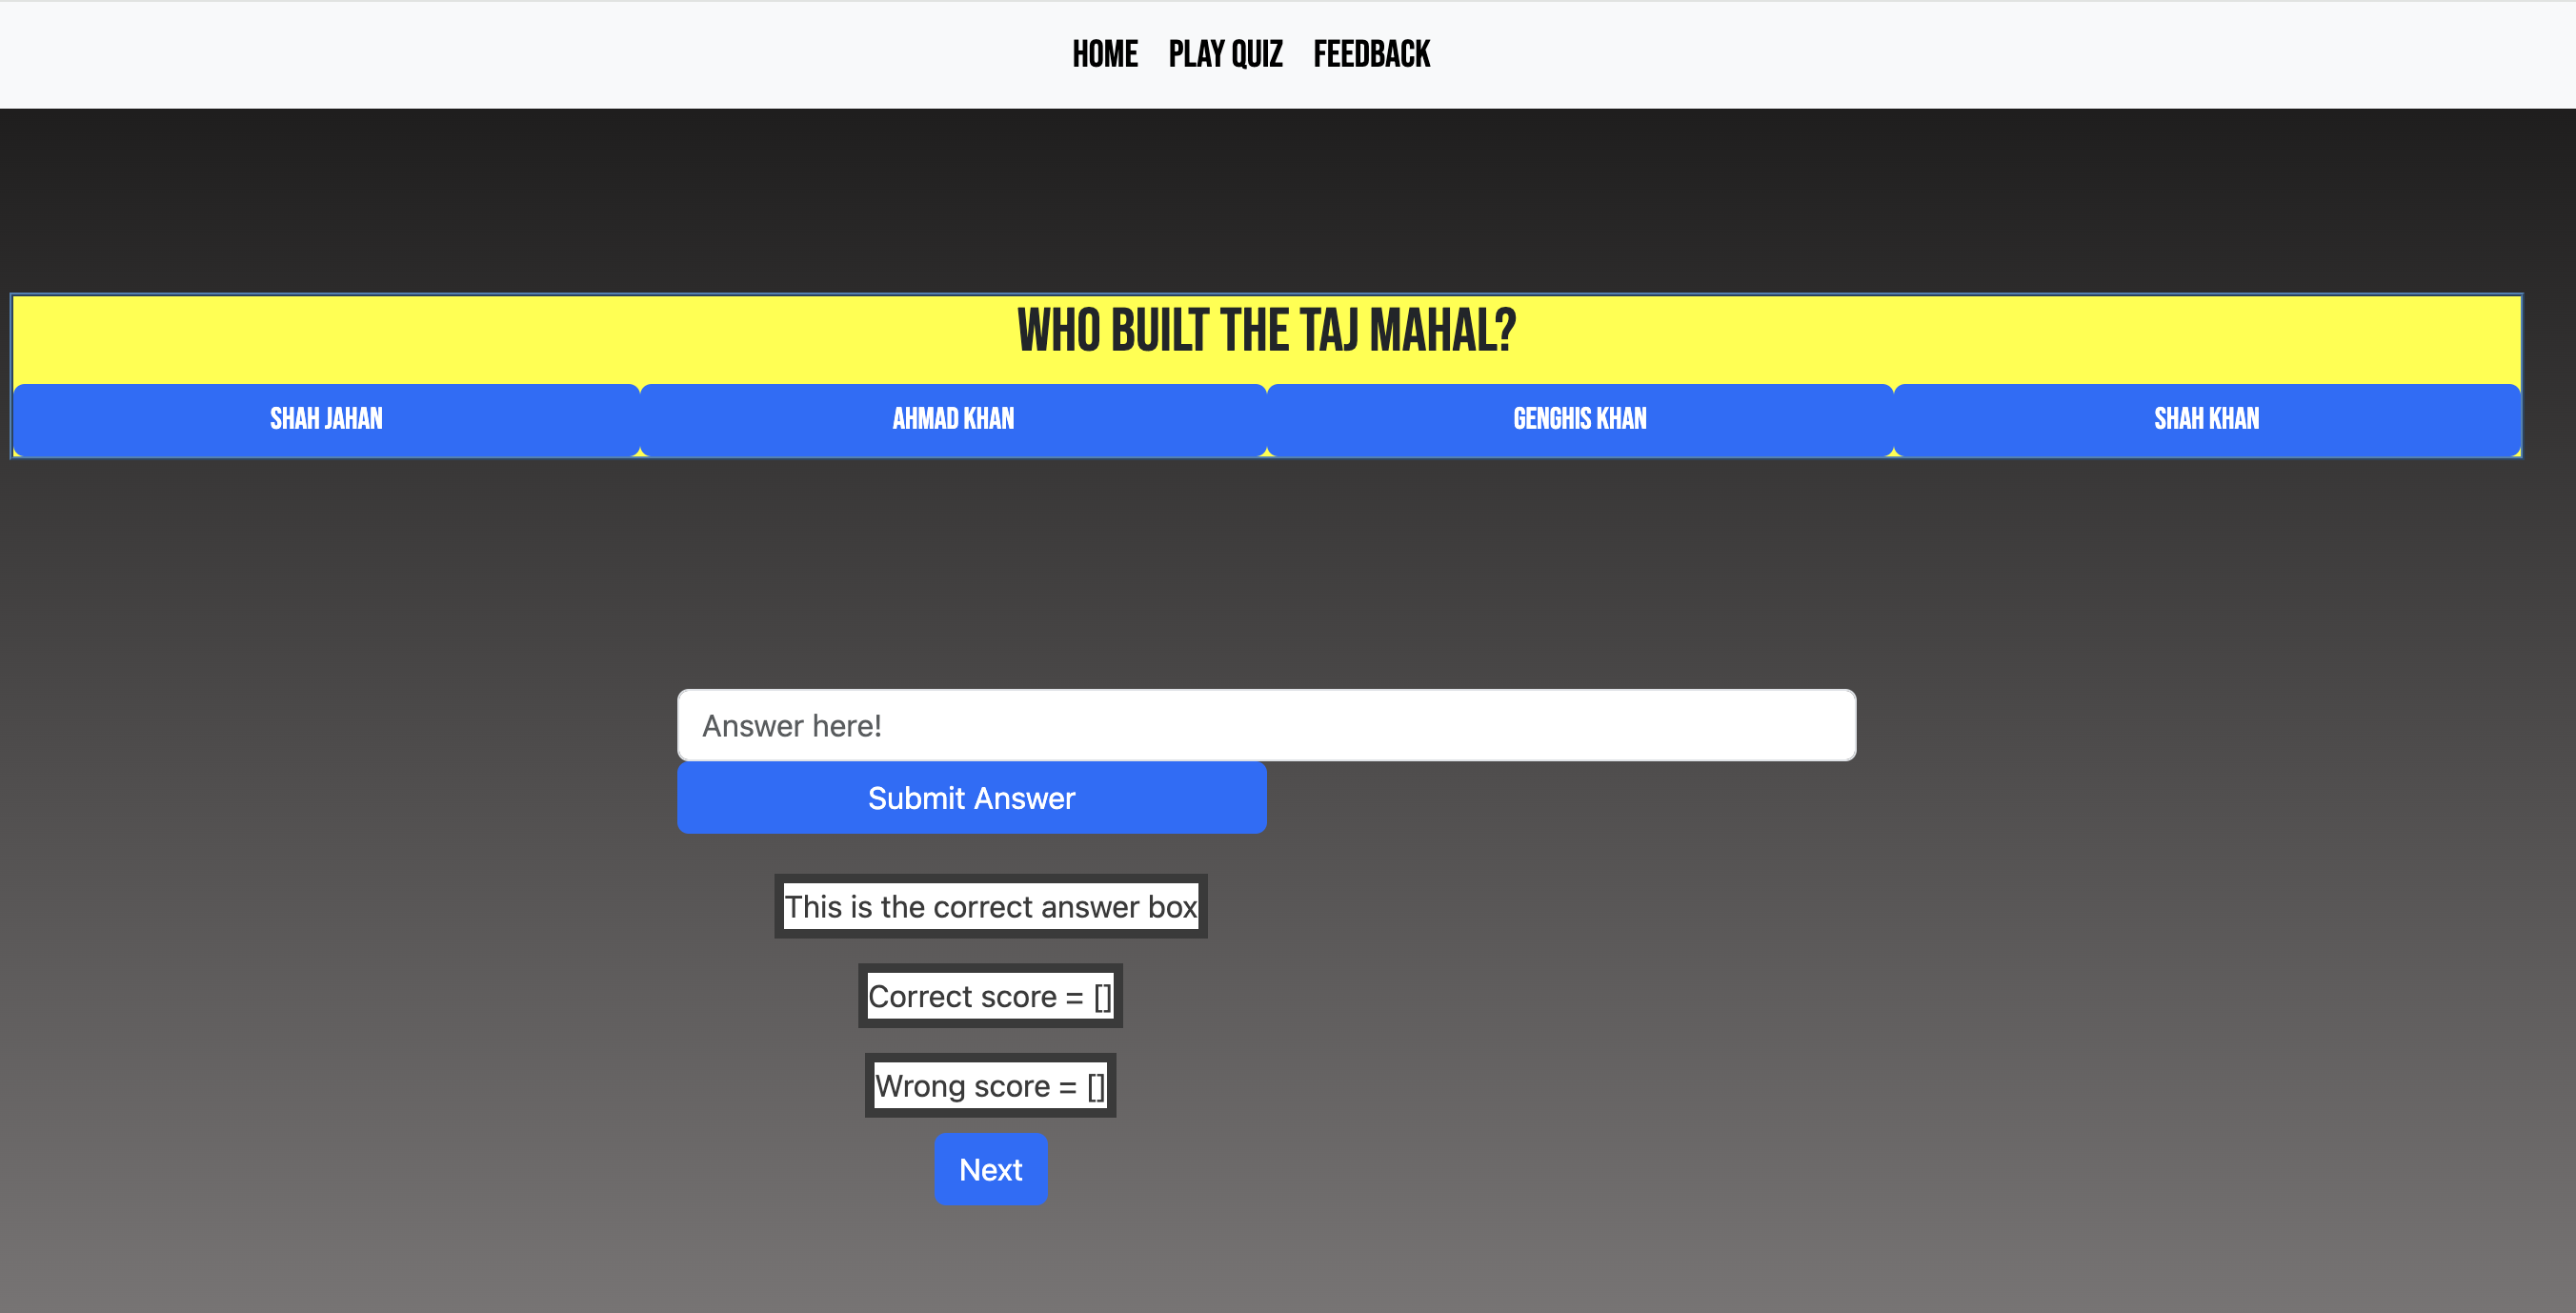 HOME PLAY QUIZ FEEDBACK
WHO BUILT THE TAJ MAHAL?
SHAH JAHAN AHMAD KHAN GENGHIS KHAN SHAH KHAN
Answer here!
Submit Answer
This is the correct answer box
Correct score = []
Wrong score = []
Next